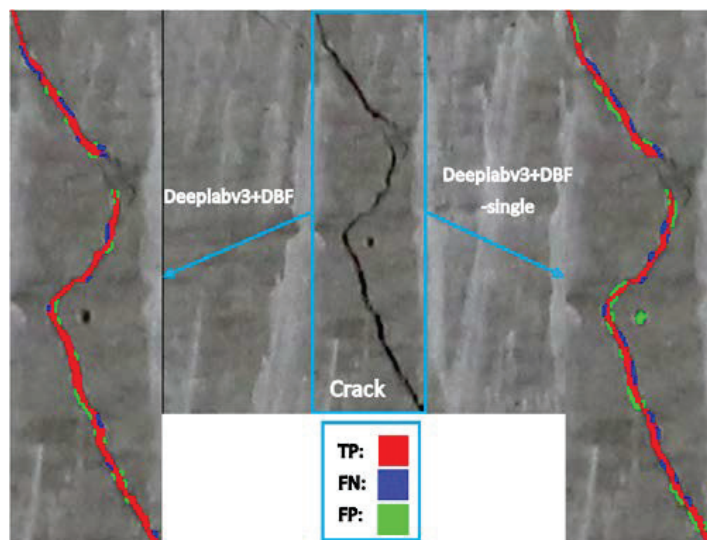 Deeplabv3+DBF
Deeplabv3+DBF
-single
Crack
TP:
FN:
FP: